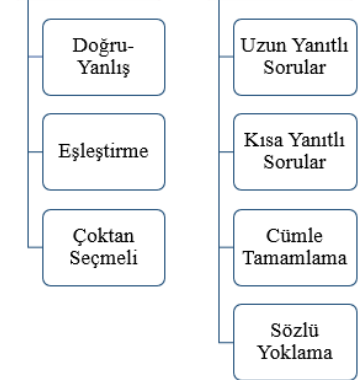 Doğru-
Yanlış
Eşleştirme
Çoktan
Seçmeli
Uzun Yanıtlı
Sorular
Kısa Yanıtlı
Sorular
Cümle
Tamamlama
Sözlü
Yoklama